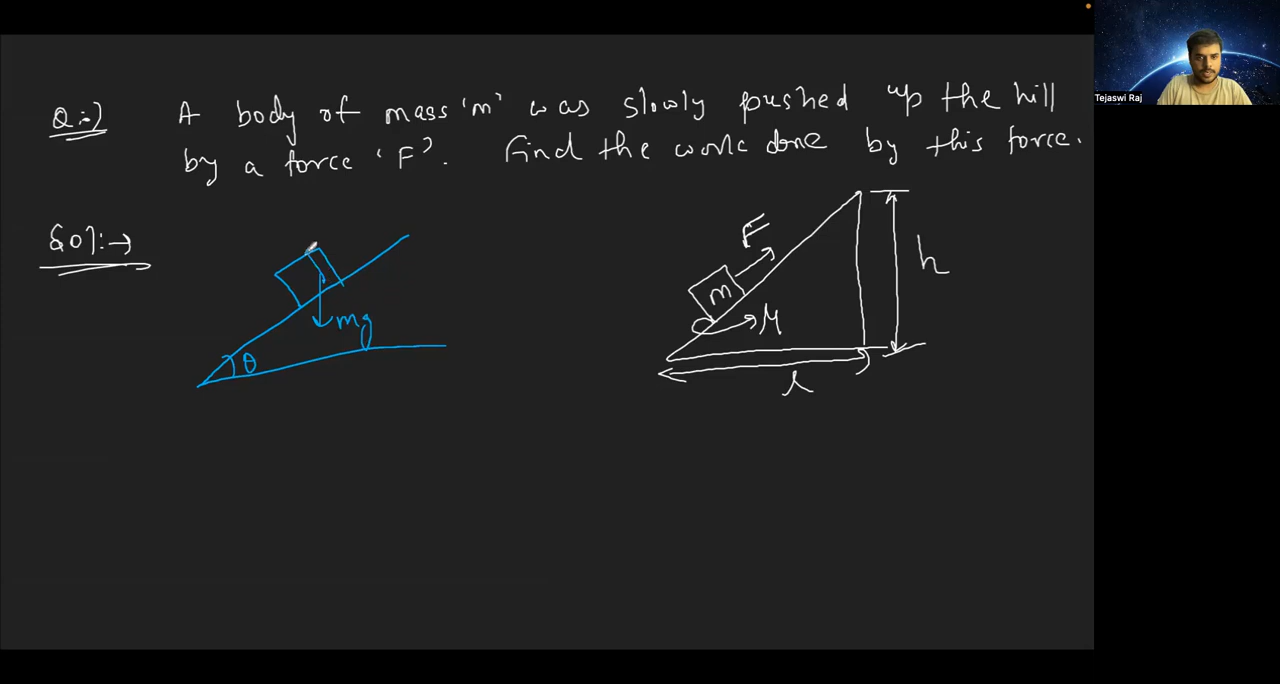 Q:-) A body of mass 'm' was slowly pushed up the hill
by a force 'F'. Find the work done by this force.
Sol:→
mg
θ
F
m
μ
h
l
Tejaswi Raj